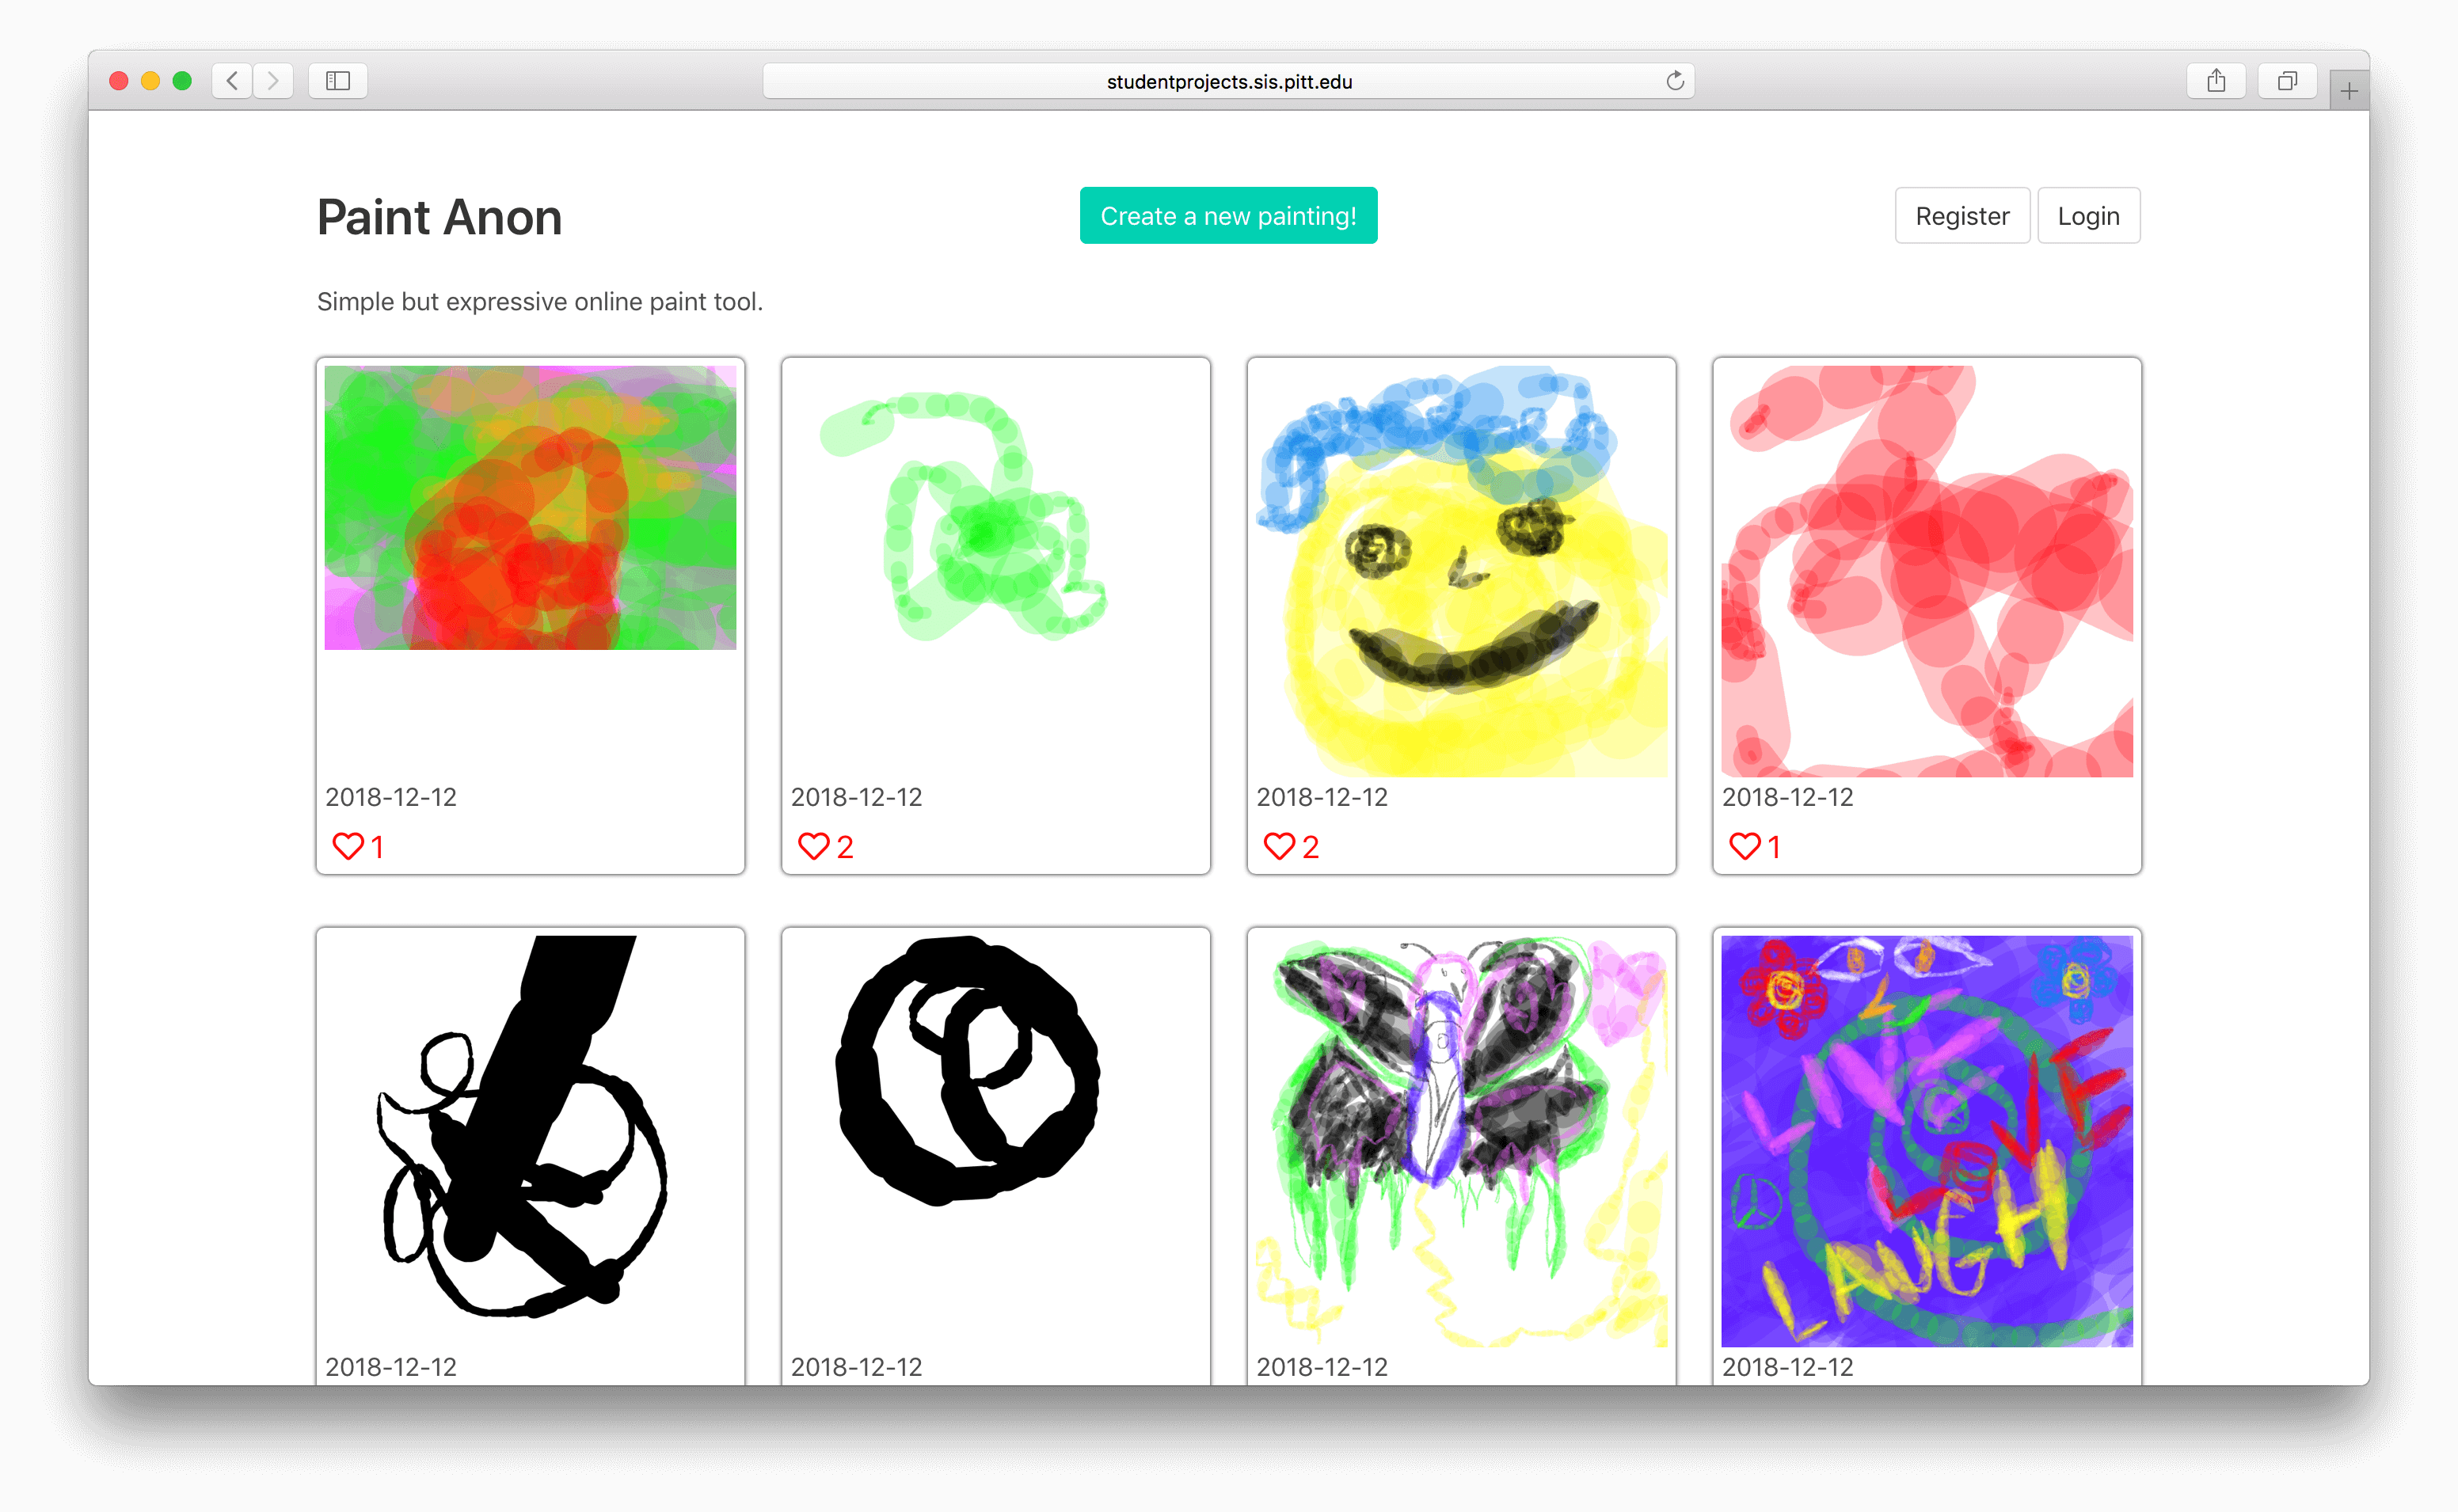 studentprojects.sis.pitt.edu
Paint Anon
Create a new painting!
Register
Login
Simple but expressive online paint tool.
2018-12-12
2018-12-12
2018-12-12
2018-12-12
1
2
2
1
LIVE
LOVE
LAUGH
2018-12-12
2018-12-12
2018-12-12
2018-12-12